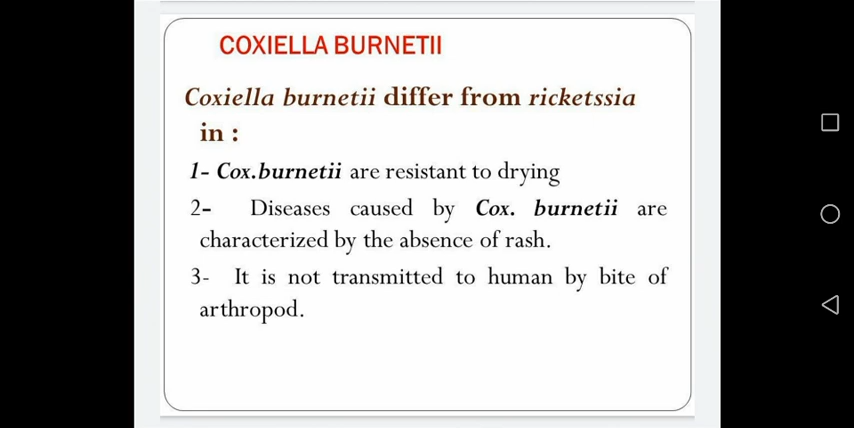 COXIELLA BURNETII
Coxiella burnetii differ from ricketssia
in :
1- Cox.burnetii are resistant to drying
2- Diseases caused by Cox. burnetii are
characterized by the absence of rash.
3- It is not transmitted to human by bite of
arthropod.